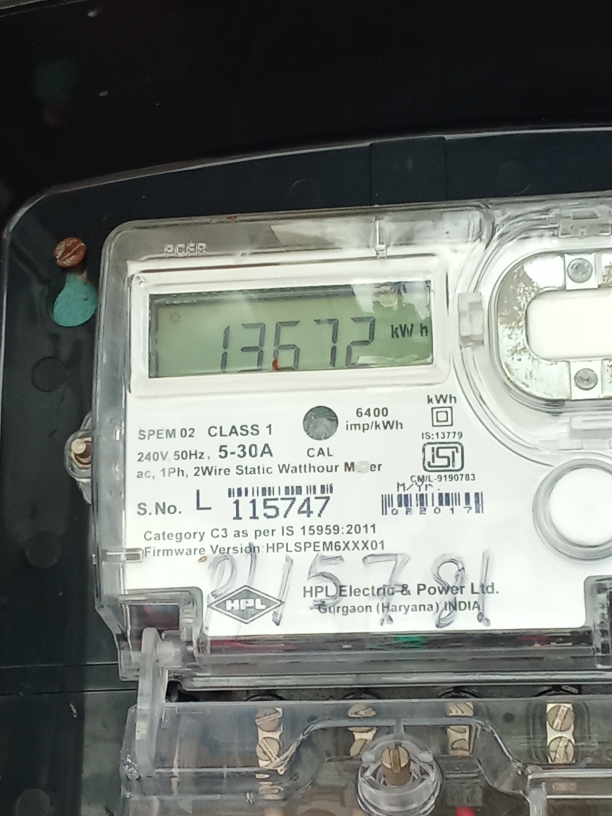 13672 kWh
SPEM 02 CLASS 1
6400
imp/kWh
kWh
IS:13779
240V, 50Hz, 5-30A
CAL
ac, 1Ph, 2Wire Static Watthour
CM/L-9190783
M/Yr.
S.No. L 115747
022017
Category C3 as per IS 15959:2011
Firmware Version:HPLSPEM6XXX01
HPL
HPL Electric & Power Ltd.
Gurgaon (Haryana) INDIA